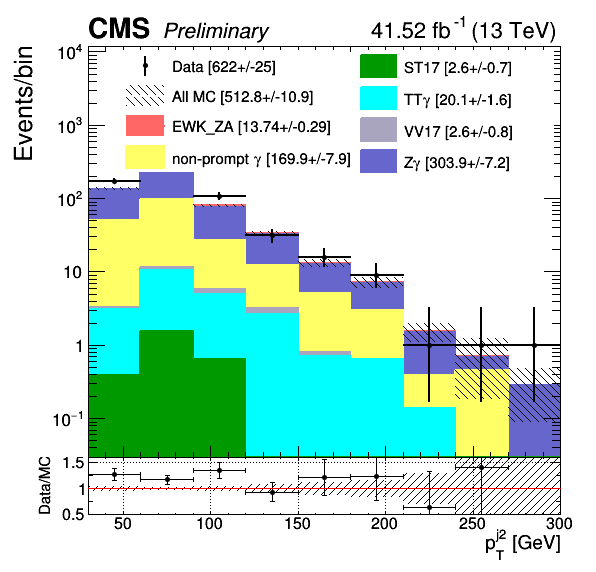 CMS Preliminary 41.52 fb⁻¹ (13 TeV)
Events/bin
10⁴
10³
10²
10
1
10⁻¹
Data [622+/-25]
All MC [512.8+/-10.9]
EWK_ZA [13.74+/-0.29]
non-prompt γ [169.9+/-7.9]
ST17 [2.6+/-0.7]
TTγ [20.1+/-1.6]
VV17 [2.6+/-0.8]
Zγ [303.9+/-7.2]
Data/MC
1.5
1
0.5
50 100 150 200 250 300
p_T^{j2} [GeV]